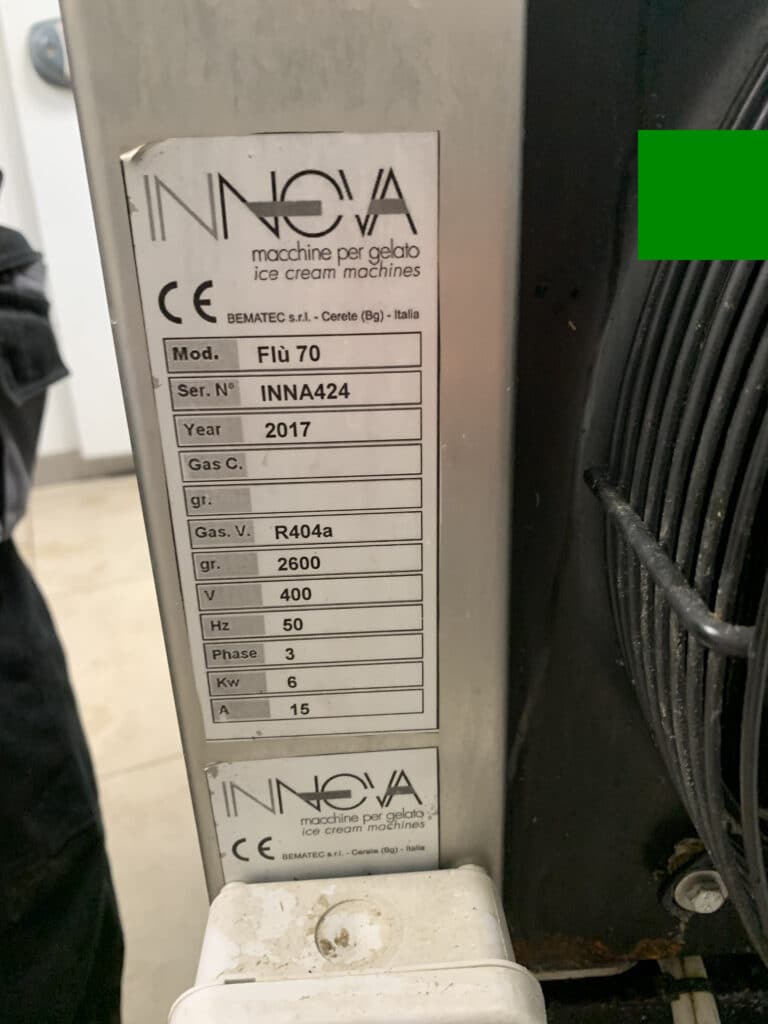 INNOVA
macchine per gelato
ice cream machines
CE BEMATEC s.r.l. - Cerete (Bg) - Italia
Mod. Flù 70
Ser. N° INNA424
Year 2017
Gas C.
gr.
Gas. V. R404a
gr. 2600
V 400
Hz 50
Phase 3
Kw 6
A 15
INNOVA
macchine per gelato
ice cream machines
CE BEMATEC s.r.l. - Cerete (Bg) - Italia